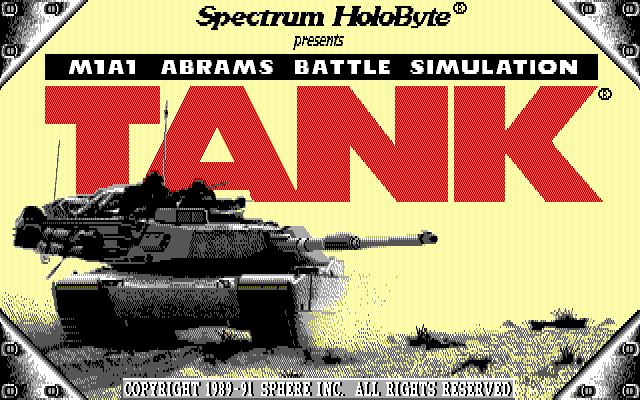 Spectrum HoloByte®
presents
M1A1 ABRAMS BATTLE SIMULATION
TANK®
COPYRIGHT 1989-91 SPHERE INC. ALL RIGHTS RESERVED